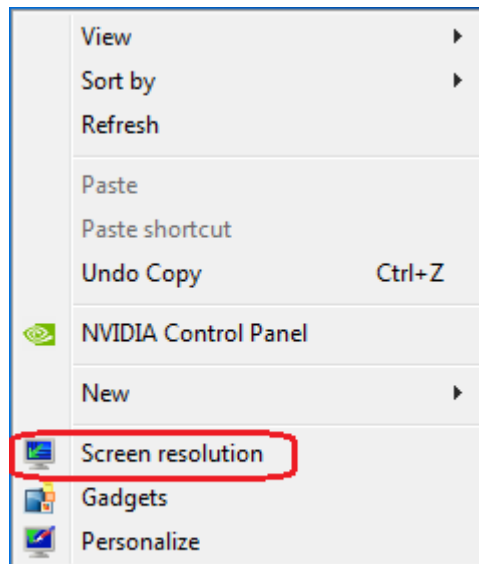 View
Sort by
Refresh
Paste
Paste shortcut
Undo Copy Ctrl+Z
NVIDIA Control Panel
New
Screen resolution
Gadgets
Personalize